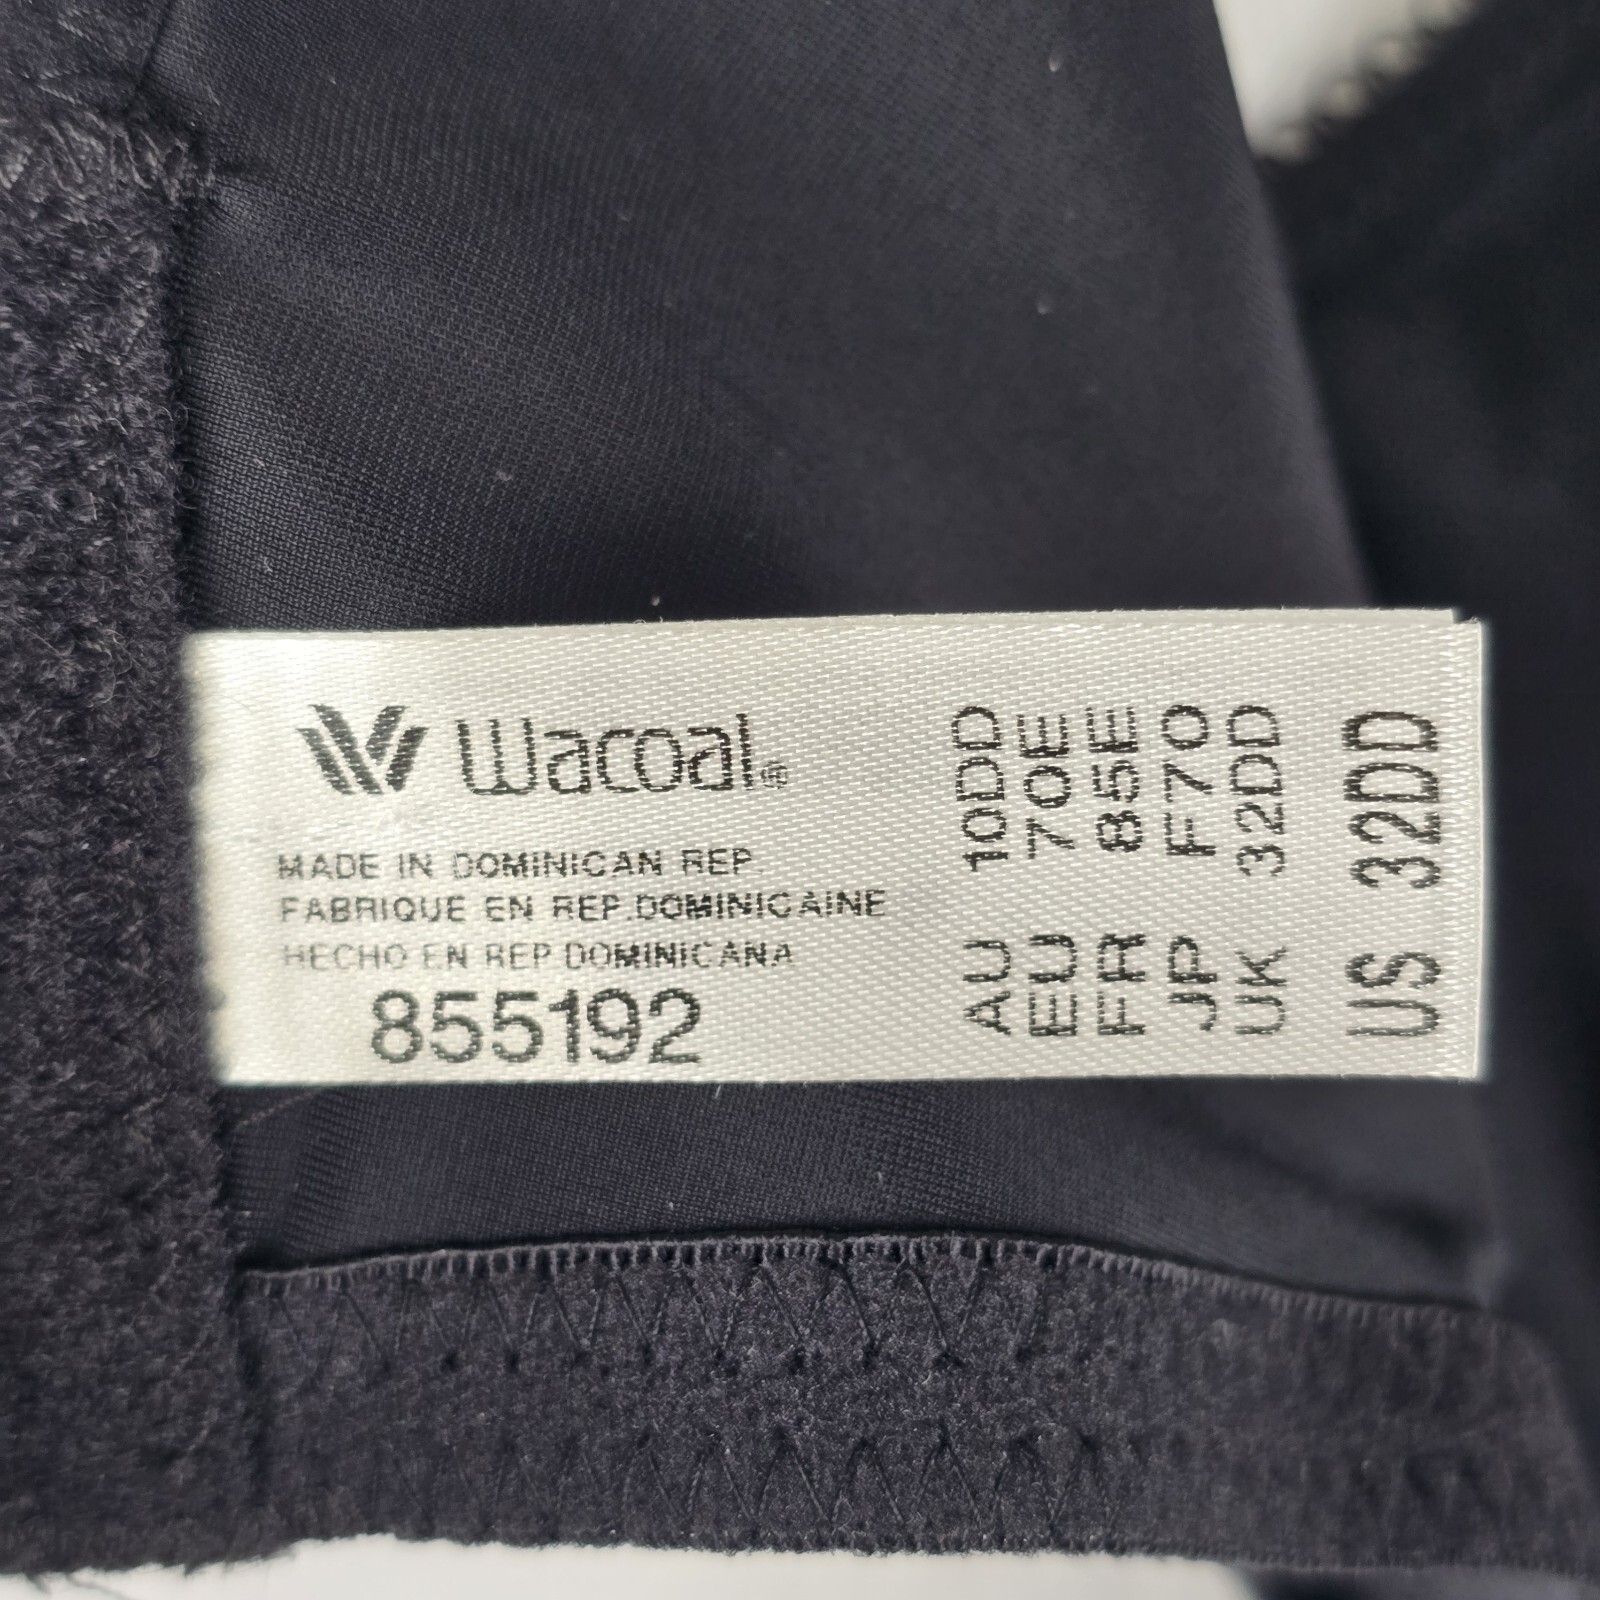 Wacoal®
MADE IN DOMINICAN REP.
FABRIQUE EN REP.DOMINICAINE
HECHO EN REP DOMINICANA
855192
AU 10DD
EU 70E
FR 85E
JP F70
UK 32DD
US 32DD